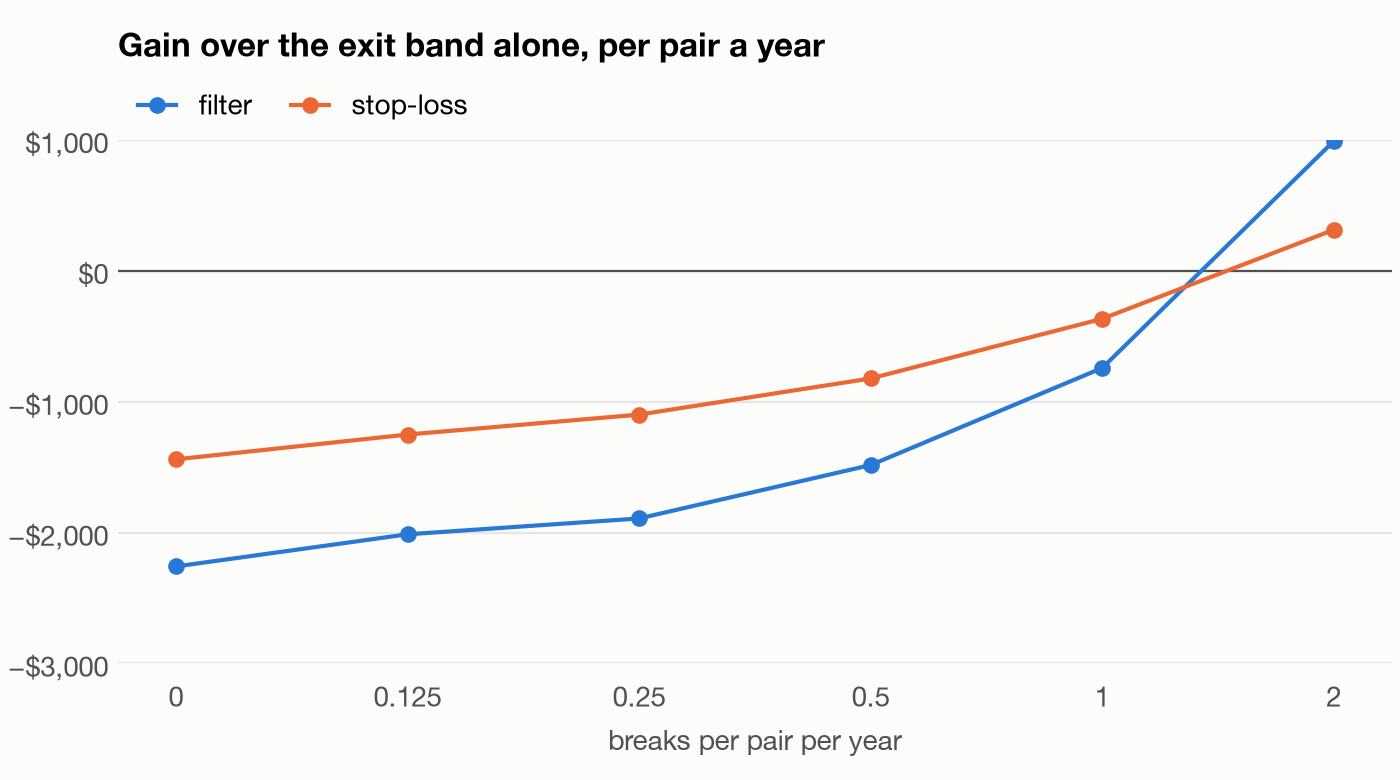 Gain over the exit band alone, per pair a year
filter stop-loss
$1,000
$0
−$1,000
−$2,000
−$3,000
0 0.125 0.25 0.5 1 2
breaks per pair per year